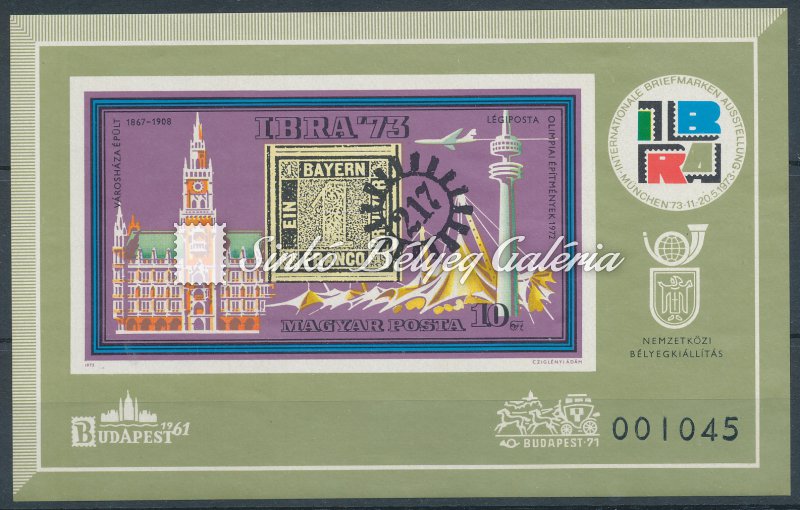 VÁROSHÁZA ÉPÜLT
1867-1908
IBRA '73
LÉGIPOSTA
OLIMPIAI ÉPÍTMÉNYEK 1972
BAYERN
EIN
1
217
MAGYAR POSTA
10 Ft
1973
CZIGLÉNYI ÁDÁM
INTERNATIONALE BRIEFMARKEN AUSSTELLUNG
MÜNCHEN '73·11.-20.5.1973
IBRA
NEMZETKÖZI
BÉLYEGKIÁLLÍTÁS
BUDAPEST 1961
BUDAPEST·71
001045
Sinkó Bélyeg Galéria